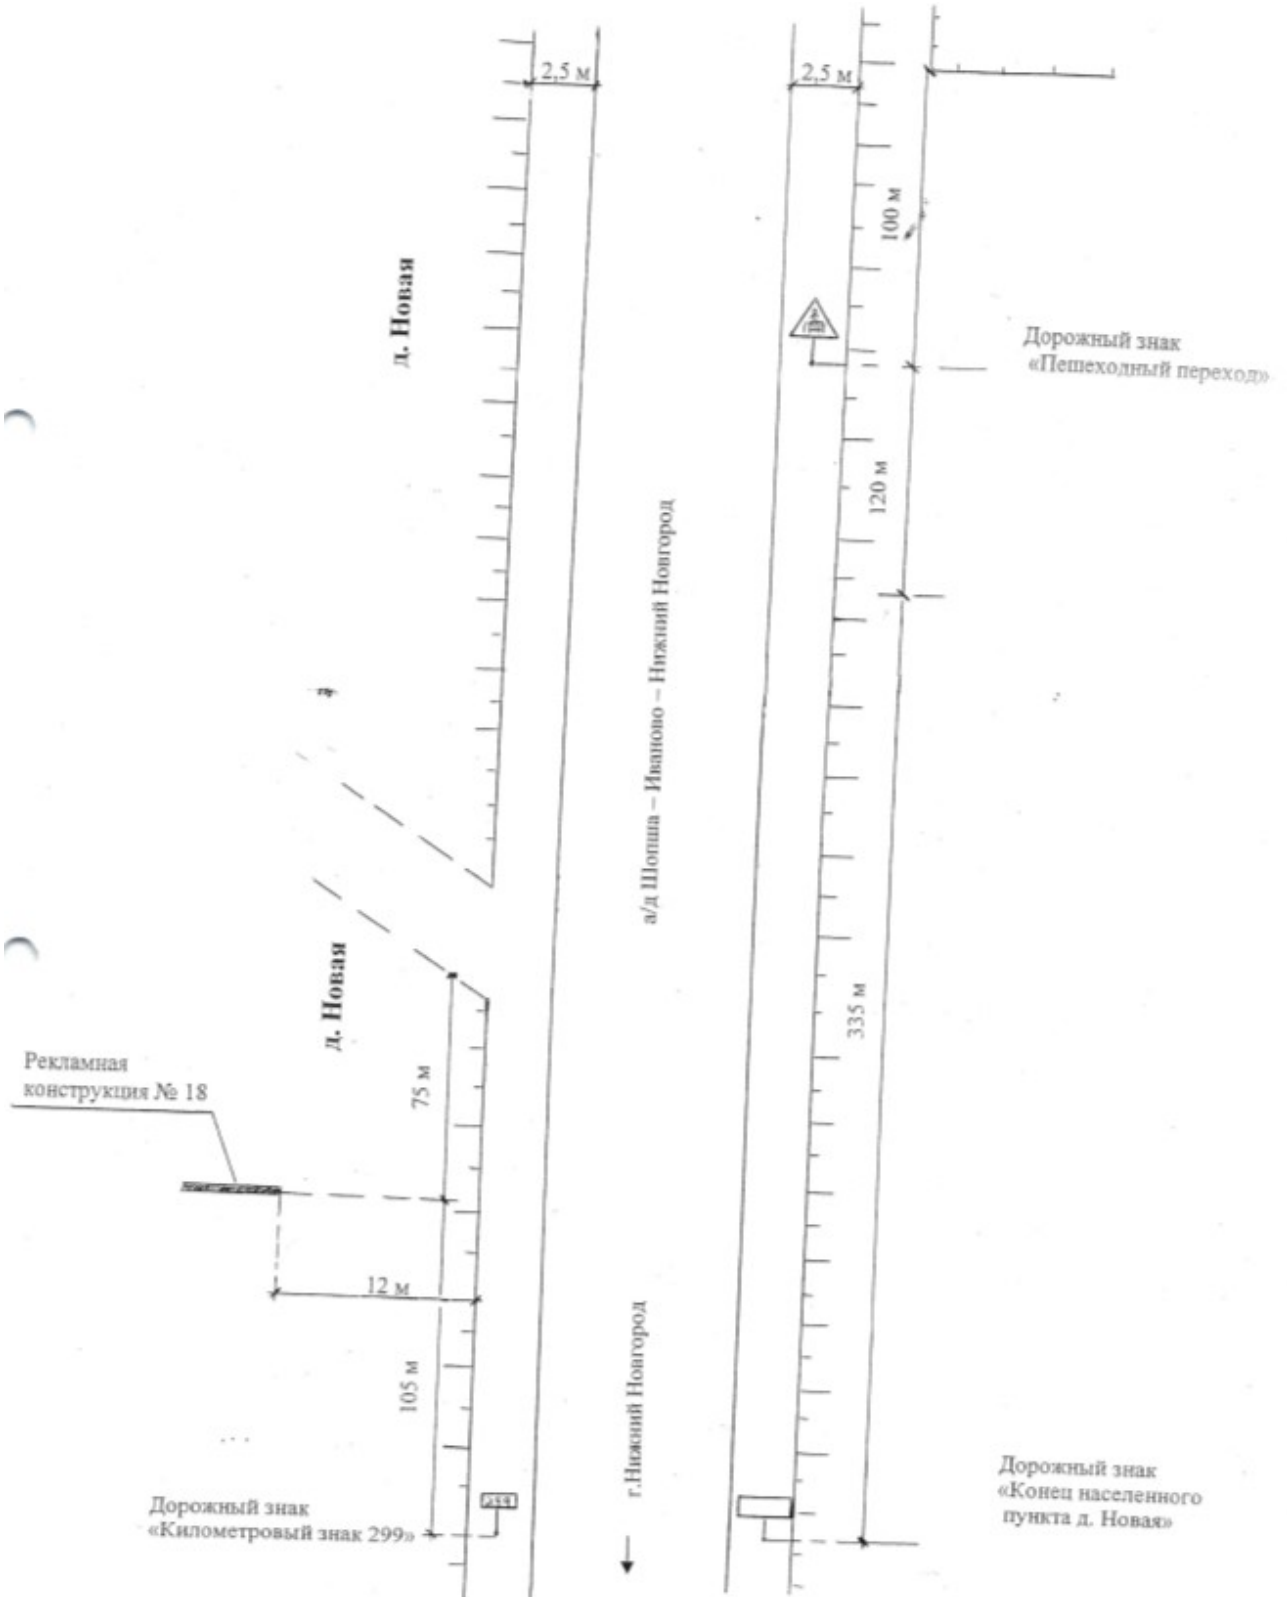 2,5 м
2,5 м
100 м
д. Новая
Дорожный знак
«Пешеходный переход»
120 м
а/д Шопша – Иваново – Нижний Новгород
д. Новая
335 м
Рекламная
конструкция № 18
75 м
12 м
105 м
г.Нижний Новгород
299
Дорожный знак
«Километровый знак 299»
Дорожный знак
«Конец населенного
пункта д. Новая»